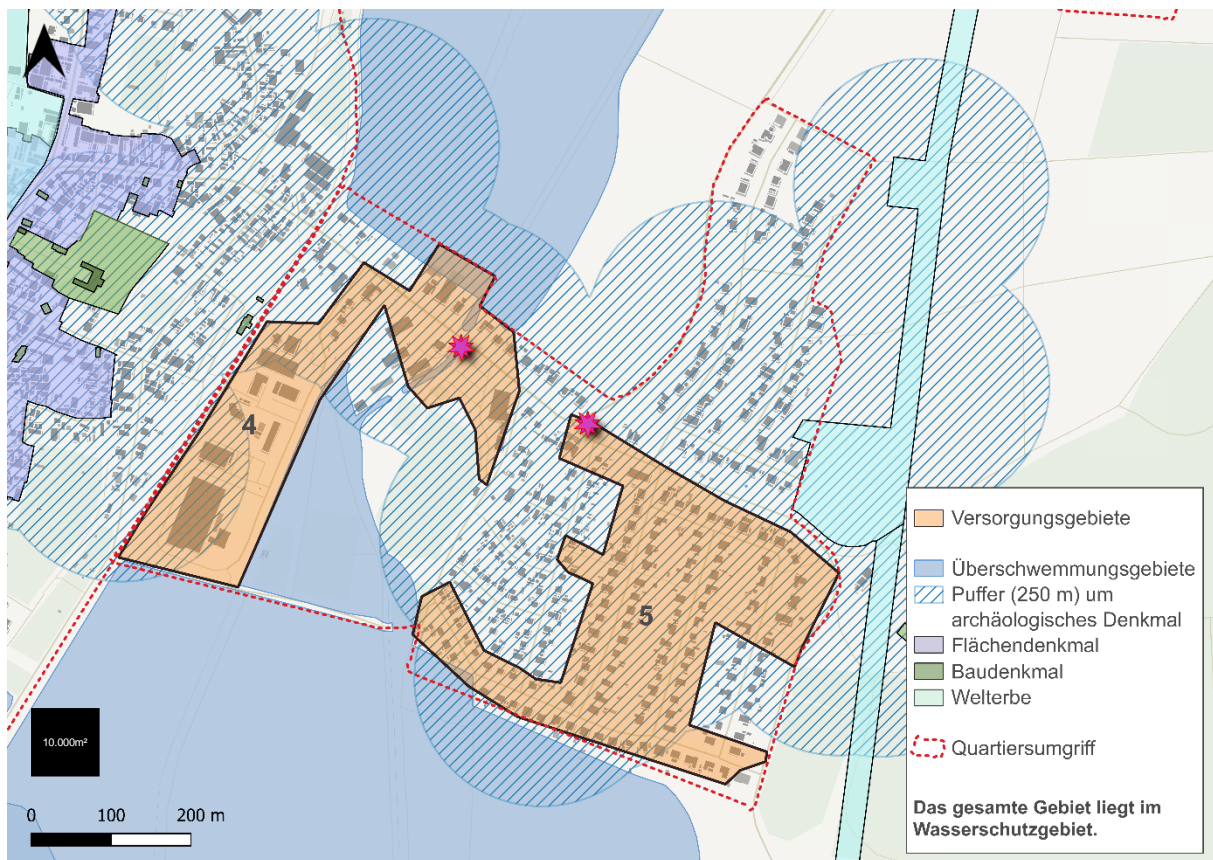 4
5
Versorgungsgebiete
Überschwemmungsgebiete
Puffer (250 m) um
archäologisches Denkmal
Flächendenkmal
Baudenkmal
Welterbe
Quartiersumgriff
Das gesamte Gebiet liegt im
Wasserschutzgebiet.
10.000m²
0 100 200 m